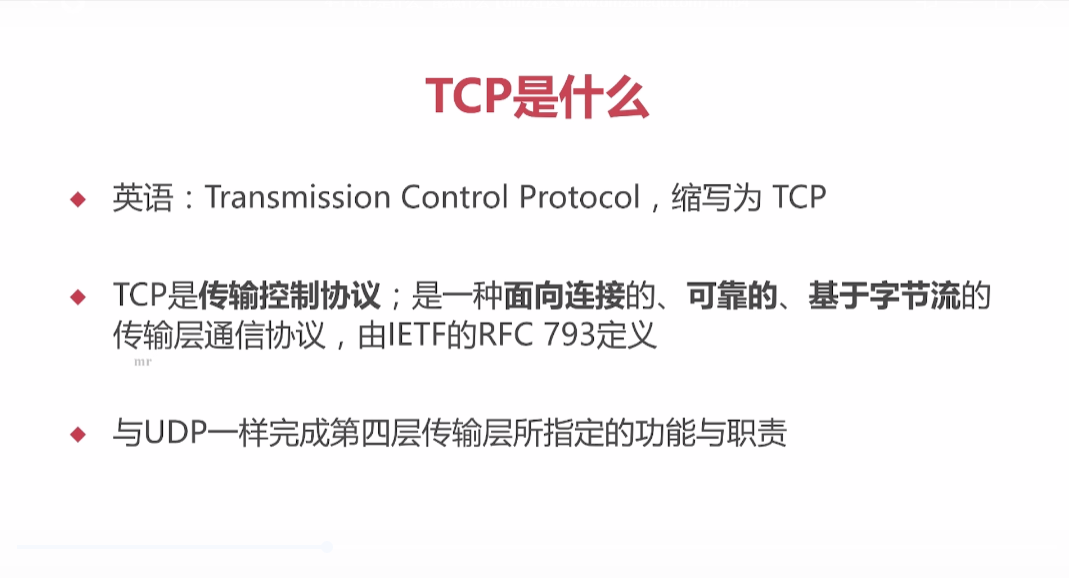 TCP是什么
英语：Transmission Control Protocol，缩写为 TCP
TCP是传输控制协议；是一种面向连接的、可靠的、基于字节流的
传输层通信协议，由IETF的RFC 793定义
mr
与UDP一样完成第四层传输层所指定的功能与职责